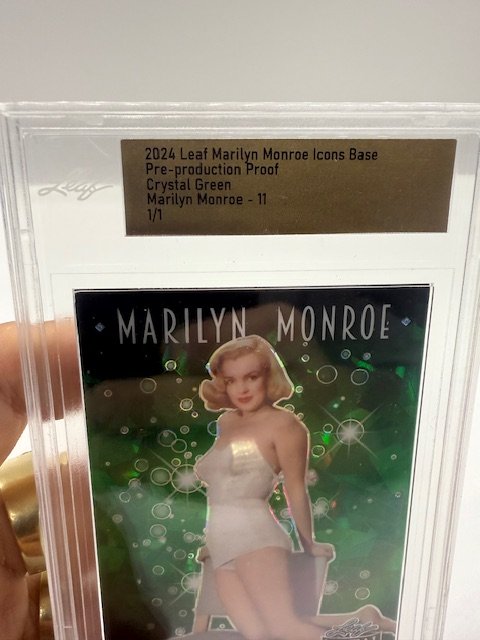 2024 Leaf Marilyn Monroe Icons Base
Pre-production Proof
Crystal Green
Marilyn Monroe - 11
1/1
Leaf
MARILYN MONROE
Leaf